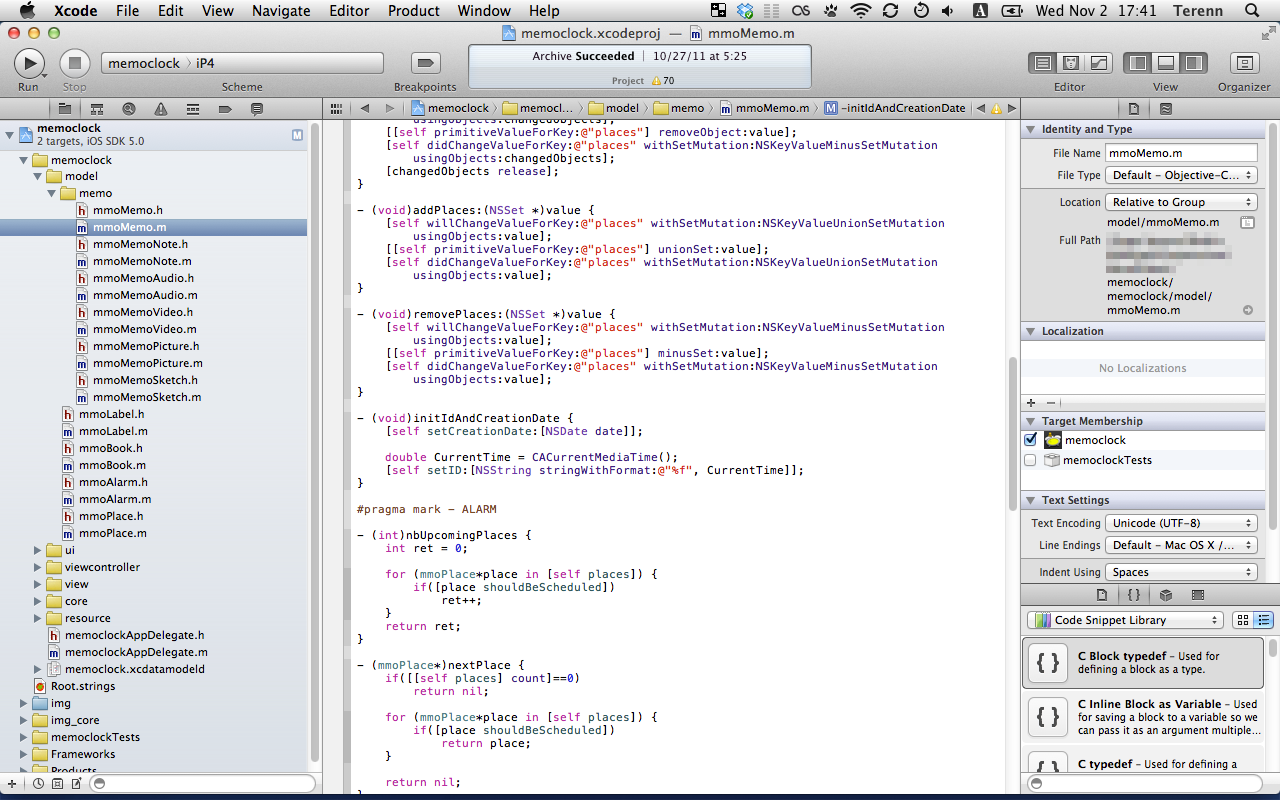 Xcode File Edit View Navigate Editor Product Window Help Wed Nov 2 17:41 Terenn
memoclock.xcodeproj — mmoMemo.m
memoclock iP4
Archive Succeeded 10/27/11 at 5:25
Project 70
Run Stop Scheme Breakpoints Editor View Organizer
memoclock memocl... model memo mmoMemo.m M -initIdAndCreationDate
memoclock
2 targets, iOS SDK 5.0
M
memoclock
model
memo
h mmoMemo.h
m mmoMemo.m
h mmoMemoNote.h
m mmoMemoNote.m
h mmoMemoAudio.h
m mmoMemoAudio.m
h mmoMemoVideo.h
m mmoMemoVideo.m
h mmoMemoPicture.h
m mmoMemoPicture.m
h mmoMemoSketch.h
m mmoMemoSketch.m
h mmoLabel.h
m mmoLabel.m
h mmoBook.h
m mmoBook.m
h mmoAlarm.h
m mmoAlarm.m
h mmoPlace.h
m mmoPlace.m
ui
viewcontroller
view
core
resource
h memoclockAppDelegate.h
m memoclockAppDelegate.m
memoclock.xcdatamodeld
Root.strings
img
img_core
memoclockTests
Frameworks
Products
usingObjects:changedObjects];
[[self primitiveValueForKey:@"places"] removeObject:value];
[self didChangeValueForKey:@"places" withSetMutation:NSKeyValueMinusSetMutation
usingObjects:changedObjects];
[changedObjects release];
}
- (void)addPlaces:(NSSet *)value {
[self willChangeValueForKey:@"places" withSetMutation:NSKeyValueUnionSetMutation
usingObjects:value];
[[self primitiveValueForKey:@"places"] unionSet:value];
[self didChangeValueForKey:@"places" withSetMutation:NSKeyValueUnionSetMutation
usingObjects:value];
}
- (void)removePlaces:(NSSet *)value {
[self willChangeValueForKey:@"places" withSetMutation:NSKeyValueMinusSetMutation
usingObjects:value];
[[self primitiveValueForKey:@"places"] minusSet:value];
[self didChangeValueForKey:@"places" withSetMutation:NSKeyValueMinusSetMutation
usingObjects:value];
}
- (void)initIdAndCreationDate {
[self setCreationDate:[NSDate date]];
double CurrentTime = CACurrentMediaTime();
[self setID:[NSString stringWithFormat:@"%f", CurrentTime]];
}
#pragma mark - ALARM
- (int)nbUpcomingPlaces {
int ret = 0;
for (mmoPlace*place in [self places]) {
if([place shouldBeScheduled])
ret++;
}
return ret;
}
- (mmoPlace*)nextPlace {
if([[self places] count]==0)
return nil;
for (mmoPlace*place in [self places]) {
if([place shouldBeScheduled])
return place;
}
return nil;
Identity and Type
File Name mmoMemo.m
File Type Default - Objective-C...
Location Relative to Group
model/mmoMemo.m
Full Path
memoclock/
memoclock/model/
mmoMemo.m
Localization
No Localizations
Target Membership
memoclock
memoclockTests
Text Settings
Text Encoding Unicode (UTF-8)
Line Endings Default - Mac OS X /...
Indent Using Spaces
Code Snippet Library
{ } C Block typedef - Used for
defining a block as a type.
{ } C Inline Block as Variable - Used
for saving a block to a variable so we
can pass it as an argument multiple...
C typedef - Used for defining a